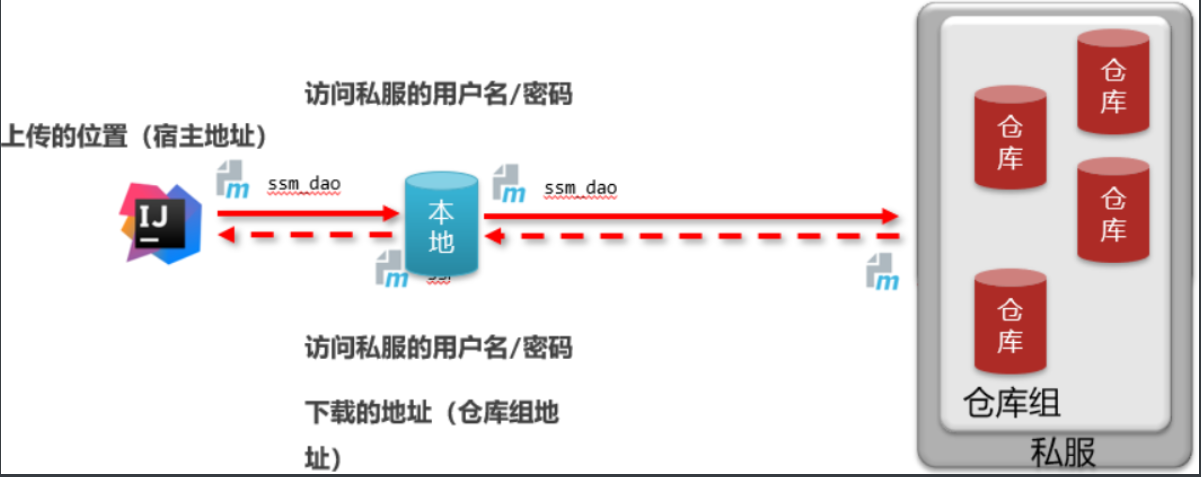 访问私服的用户名/密码
上传的位置（宿主地址）
m
ssm_dao
m
ssm_dao
IJ
本
地
m
m
访问私服的用户名/密码
下载的地址（仓库组地
址）
仓
库
仓
库
仓
库
仓
库
仓库组
私服